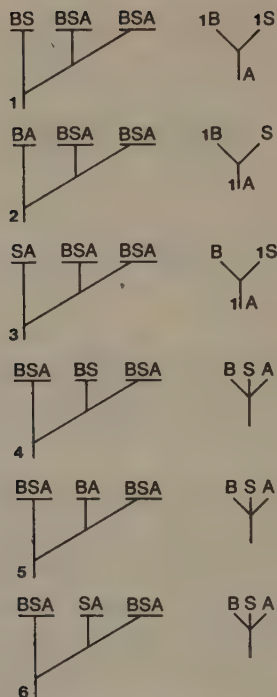 BS BSA BSA 1B 1S
A
1
BA BSA BSA 1B S
1A
2
SA BSA BSA B 1S
1A
3
BSA BS BSA B S A
4
BSA BA BSA B S A
5
BSA SA BSA B S A
6